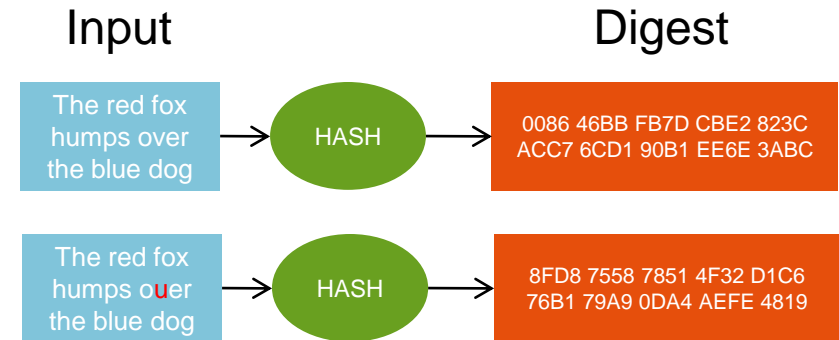 Input
Digest
The red fox
humps over
the blue dog
HASH
0086 46BB FB7D CBE2 823C
ACC7 6CD1 90B1 EE6E 3ABC
The red fox
humps ouer
the blue dog
HASH
8FD8 7558 7851 4F32 D1C6
76B1 79A9 0DA4 AEFE 4819